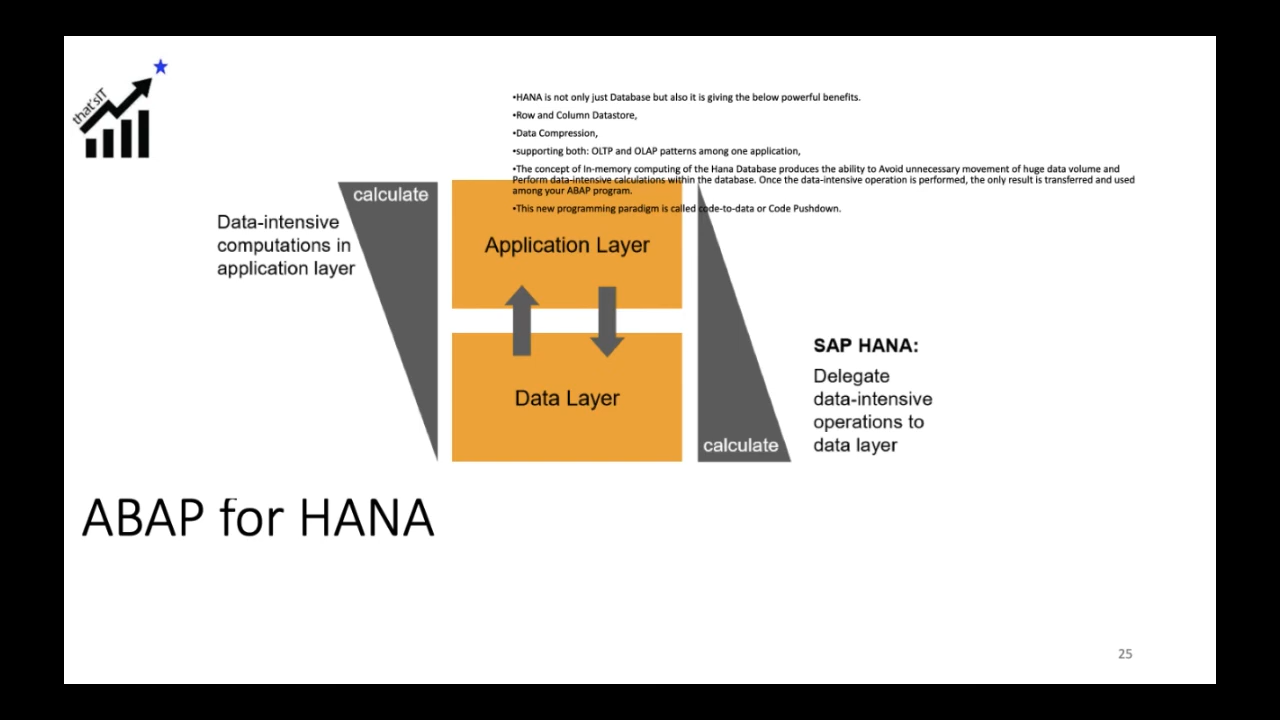 that'sIT
•HANA is not only just Database but also it is giving the below powerful benefits.
•Row and Column Datastore,
•Data Compression,
•supporting both: OLTP and OLAP patterns among one application,
•The concept of In-memory computing of the Hana Database produces the ability to Avoid unnecessary movement of huge data volume and
Perform data-intensive calculations within the database. Once the data-intensive operation is performed, the only result is transferred and used
among your ABAP program.
•This new programming paradigm is called code-to-data or Code Pushdown.
calculate
Data-intensive
computations in
application layer
Application Layer
Data Layer
calculate
SAP HANA:
Delegate
data-intensive
operations to
data layer
ABAP for HANA
25